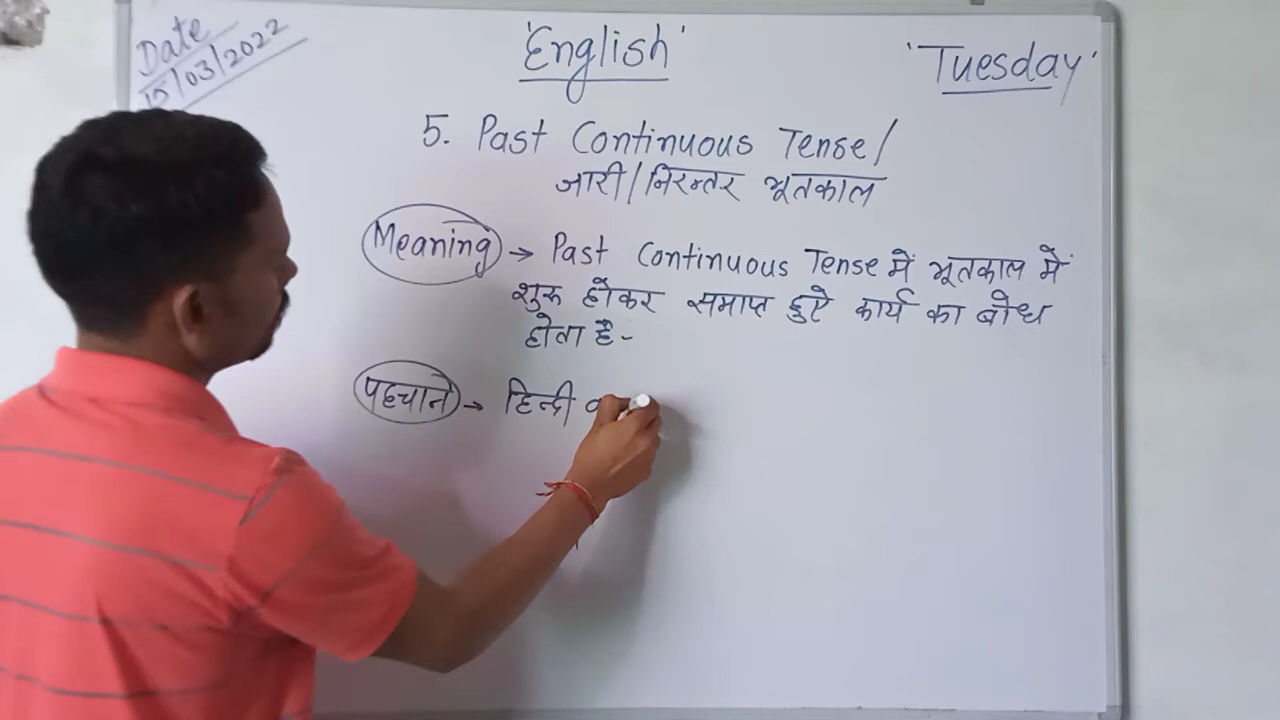 Date
15/03/2022
'English'
'Tuesday'
5. Past Continuous Tense/
जारी/निरन्तर भूतकाल
Meaning → Past Continuous Tense में भूतकाल में
शुरू होकर समाप्त हुऐ कार्य का बोध
होता है-
पहचान → हिन्दी